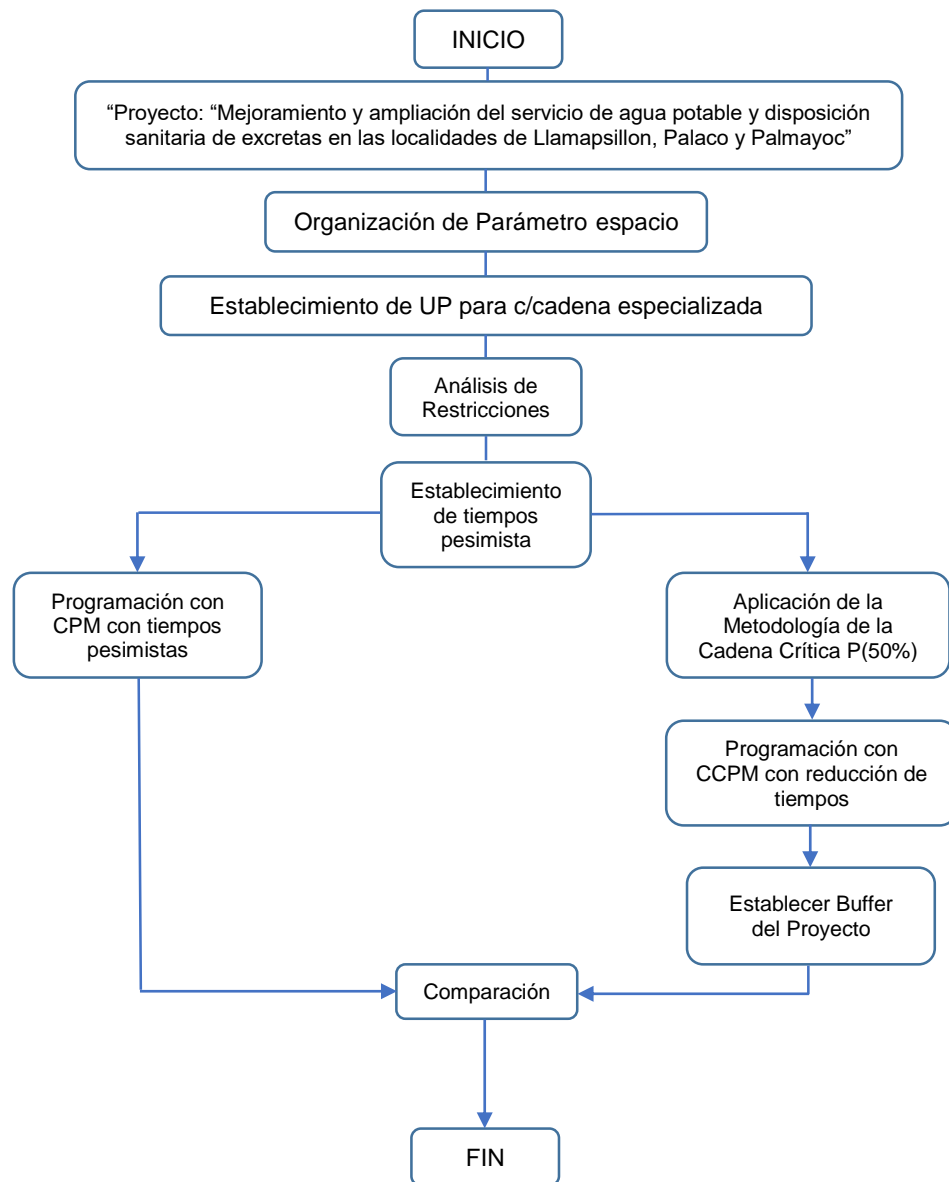 INICIO
“Proyecto: “Mejoramiento y ampliación del servicio de agua potable y disposición
sanitaria de excretas en las localidades de Llamapsillon, Palaco y Palmayoc”
Organización de Parámetro espacio
Establecimiento de UP para c/cadena especializada
Análisis de
Restricciones
Establecimiento
de tiempos
pesimista
Programación con
CPM con tiempos
pesimistas
Aplicación de la
Metodología de la
Cadena Crítica P(50%)
Programación con
CCPM con reducción de
tiempos
Establecer Buffer
del Proyecto
Comparación
FIN